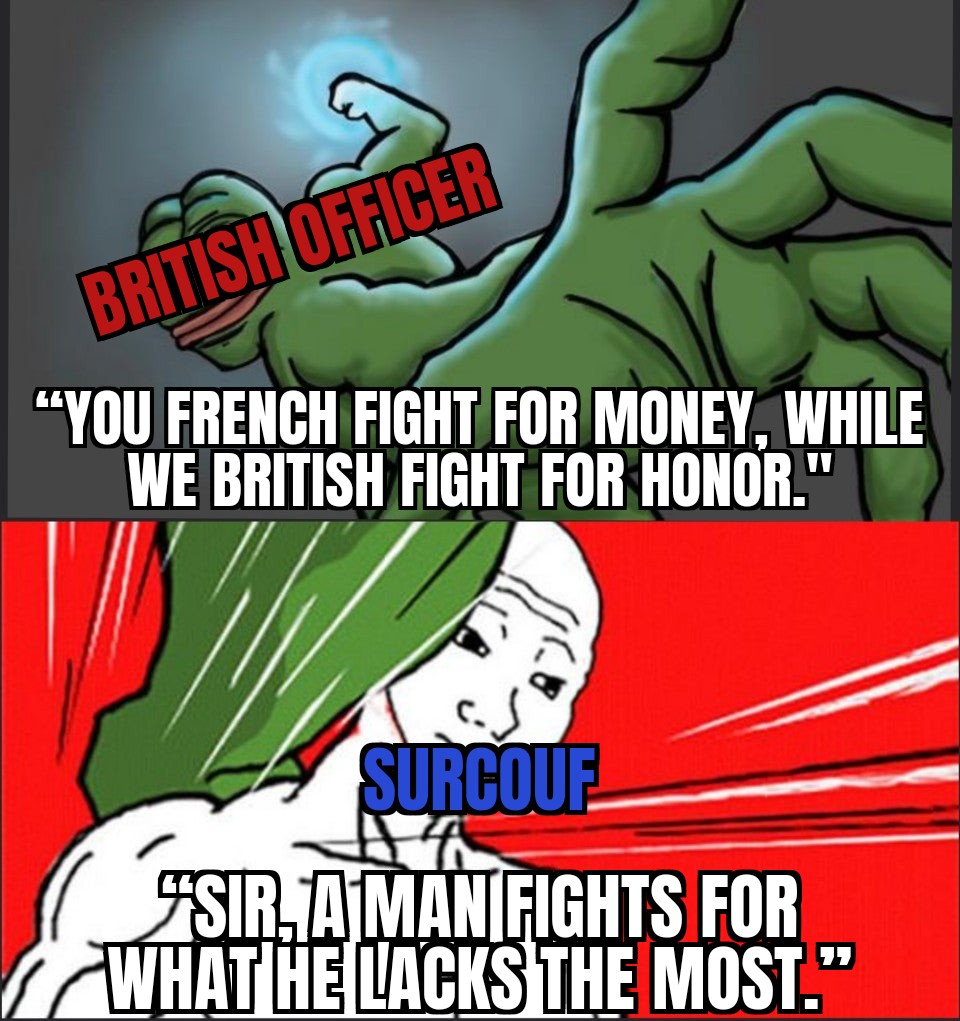 BRITISH OFFICER
“YOU FRENCH FIGHT FOR MONEY, WHILE
WE BRITISH FIGHT FOR HONOR."
SURCOUF
“SIR, A MAN FIGHTS FOR
WHAT HE LACKS THE MOST.”